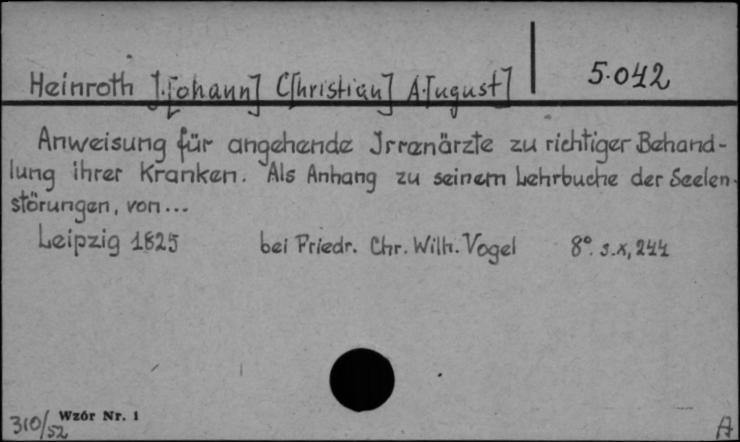 Heinroth J.[ohann] C[hristian] A.[ugust] 5.042
Anweisung für angehende Irrenärzte zu richtiger Behand-
lung ihrer Kranken. Als Anhang zu seinem Lehrbuche der Seelen-
störungen, von...
Leipzig 1825 bei Friedr. Chr. Wilh. Vogel 8° s.x, 244
310/52 Wzór Nr. 1 A